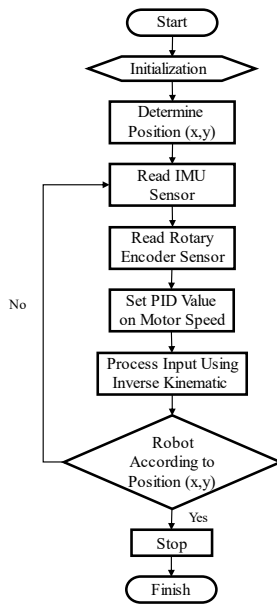 Start
Initialization
Determine
Position (x,y)
Read IMU
Sensor
Read Rotary
Encoder Sensor
No
Set PID Value
on Motor Speed
Process Input Using
Inverse Kinematic
Robot
According to
Position (x,y)
Yes
Stop
Finish